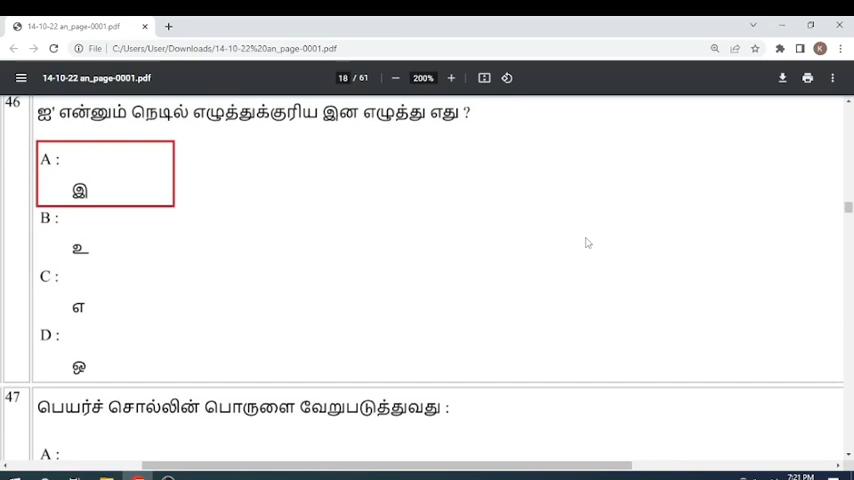 14-10-22 an_page-0001.pdf
File | C:/Users/User/Downloads/14-10-22%20an_page-0001.pdf
K
14-10-22 an_page-0001.pdf
18 / 61
200%
46
ஐ' என்னும் நெடில் எழுத்துக்குரிய இன எழுத்து எது ?
A :
இ
B :
உ
C :
எ
D :
ஒ
47
பெயர்ச் சொல்லின் பொருளை வேறுபடுத்துவது :
A :
7:21 PM